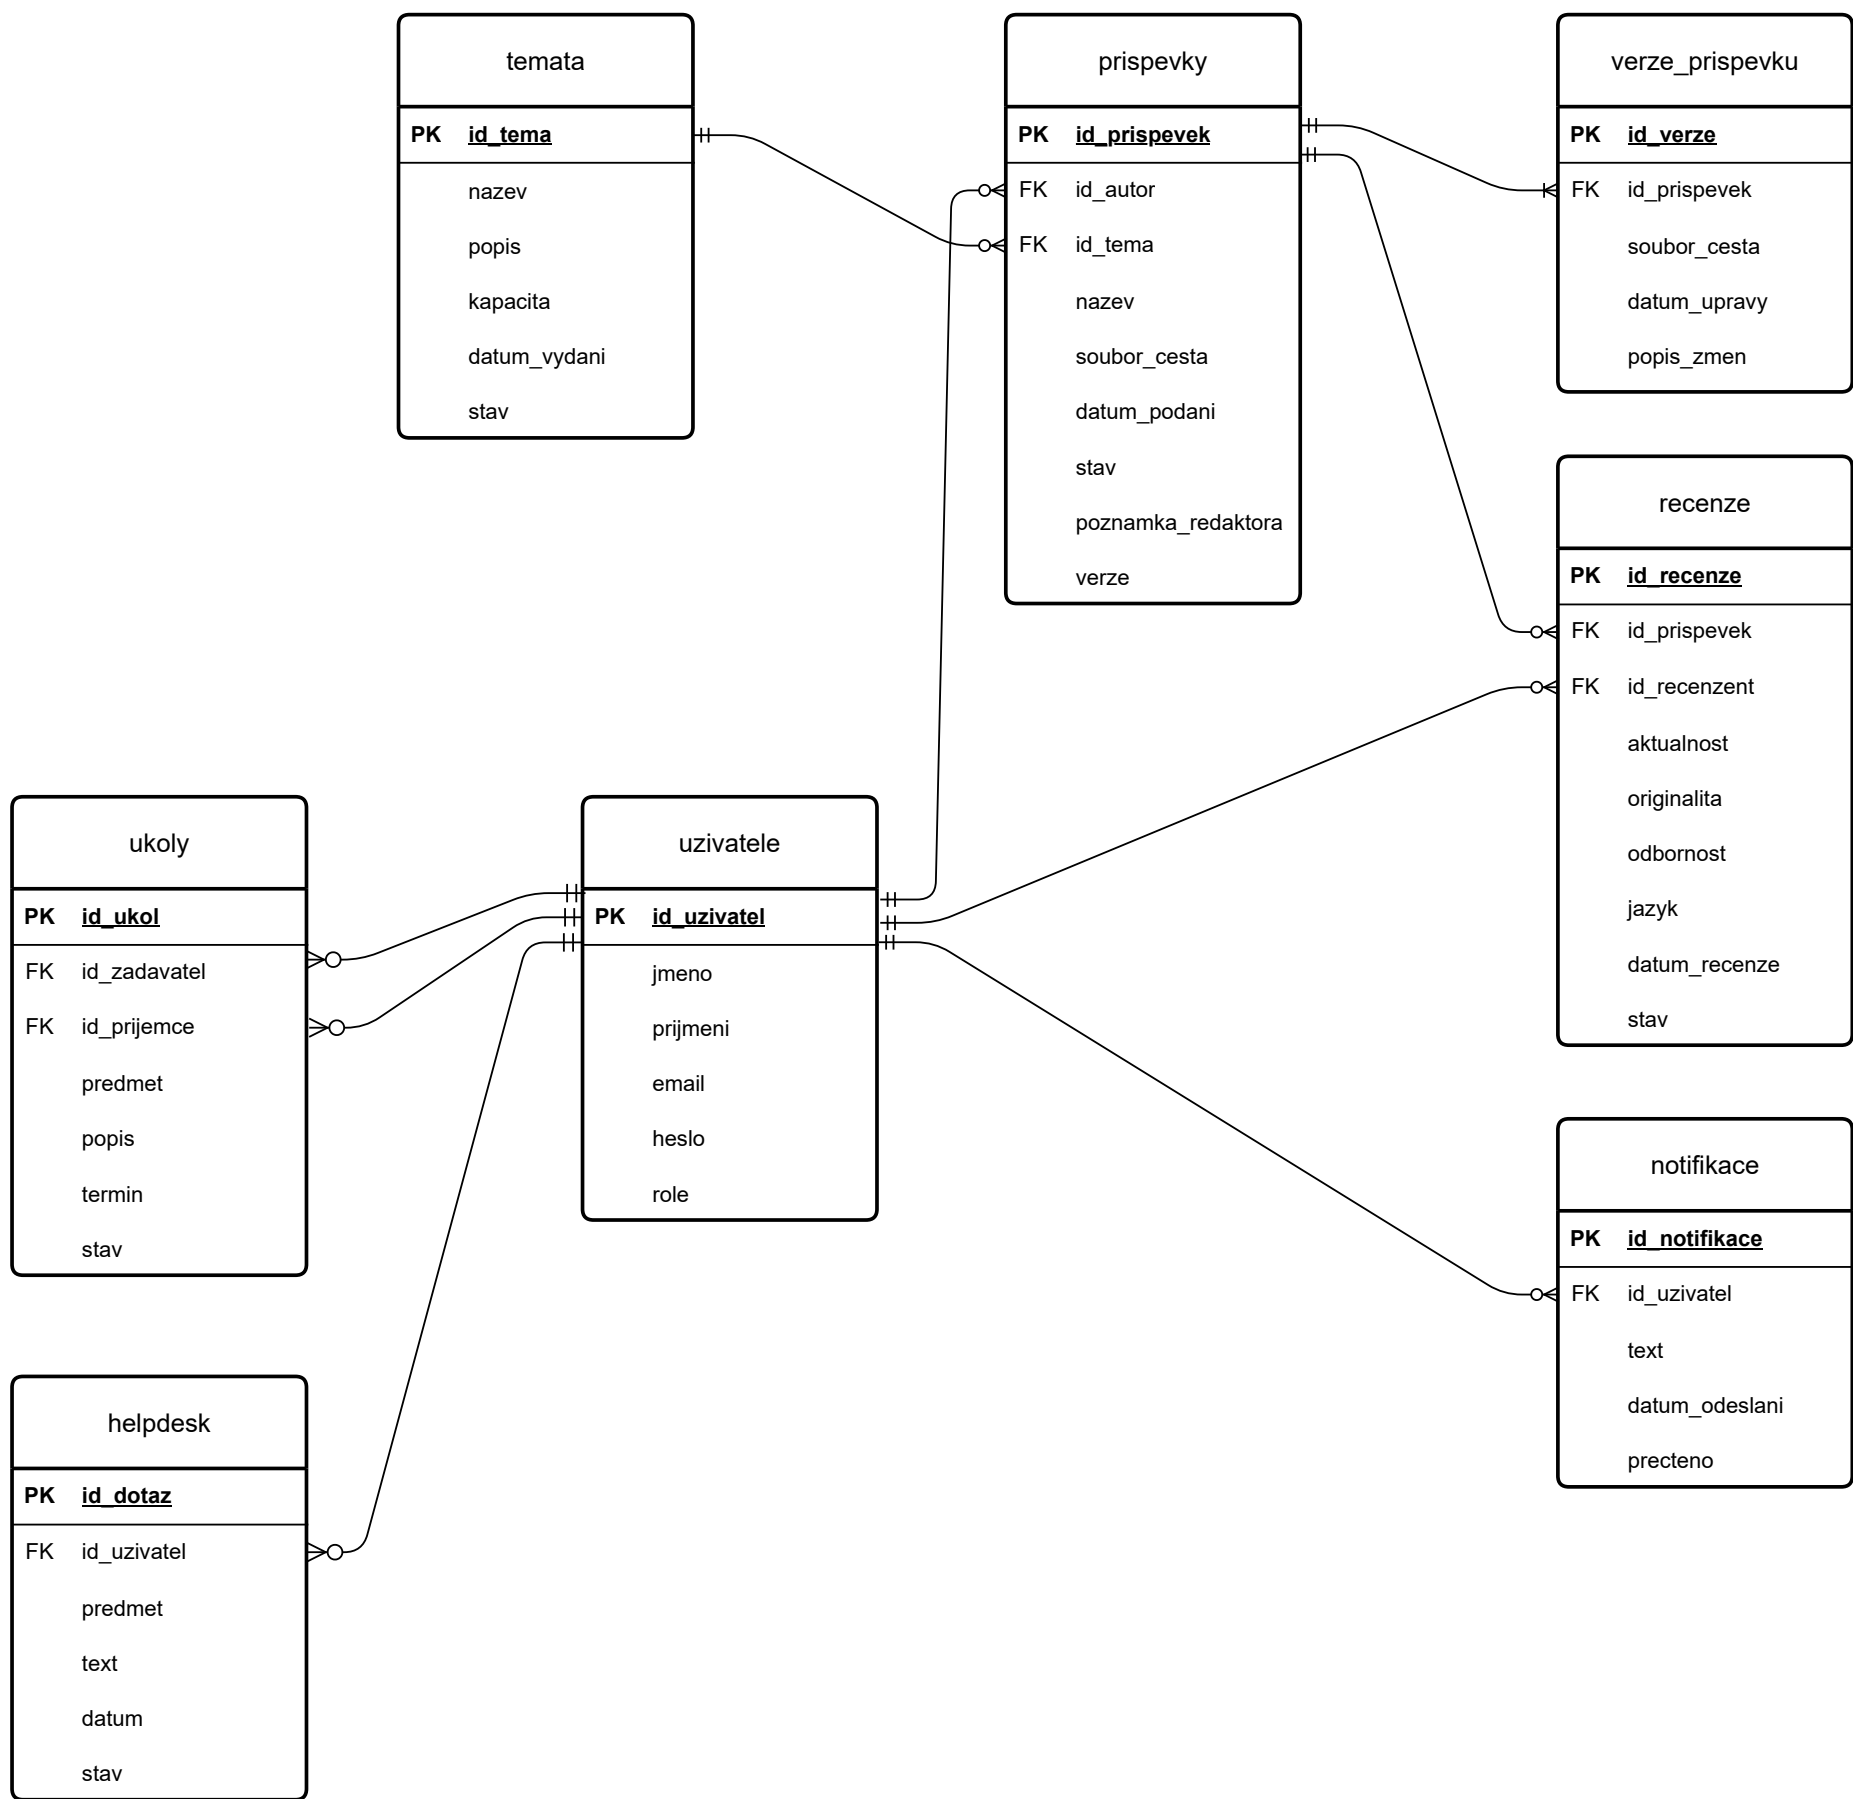 temata
PK id_tema
nazev
popis
kapacita
datum_vydani
stav
prispevky
PK id_prispevek
FK id_autor
FK id_tema
nazev
soubor_cesta
datum_podani
stav
poznamka_redaktora
verze
verze_prispevku
PK id_verze
FK id_prispevek
soubor_cesta
datum_upravy
popis_zmen
recenze
PK id_recenze
FK id_prispevek
FK id_recenzent
aktualnost
originalita
odbornost
jazyk
datum_recenze
stav
ukoly
PK id_ukol
FK id_zadavatel
FK id_prijemce
predmet
popis
termin
stav
uzivatele
PK id_uzivatel
jmeno
prijmeni
email
heslo
role
notifikace
PK id_notifikace
FK id_uzivatel
text
datum_odeslani
precteno
helpdesk
PK id_dotaz
FK id_uzivatel
predmet
text
datum
stav